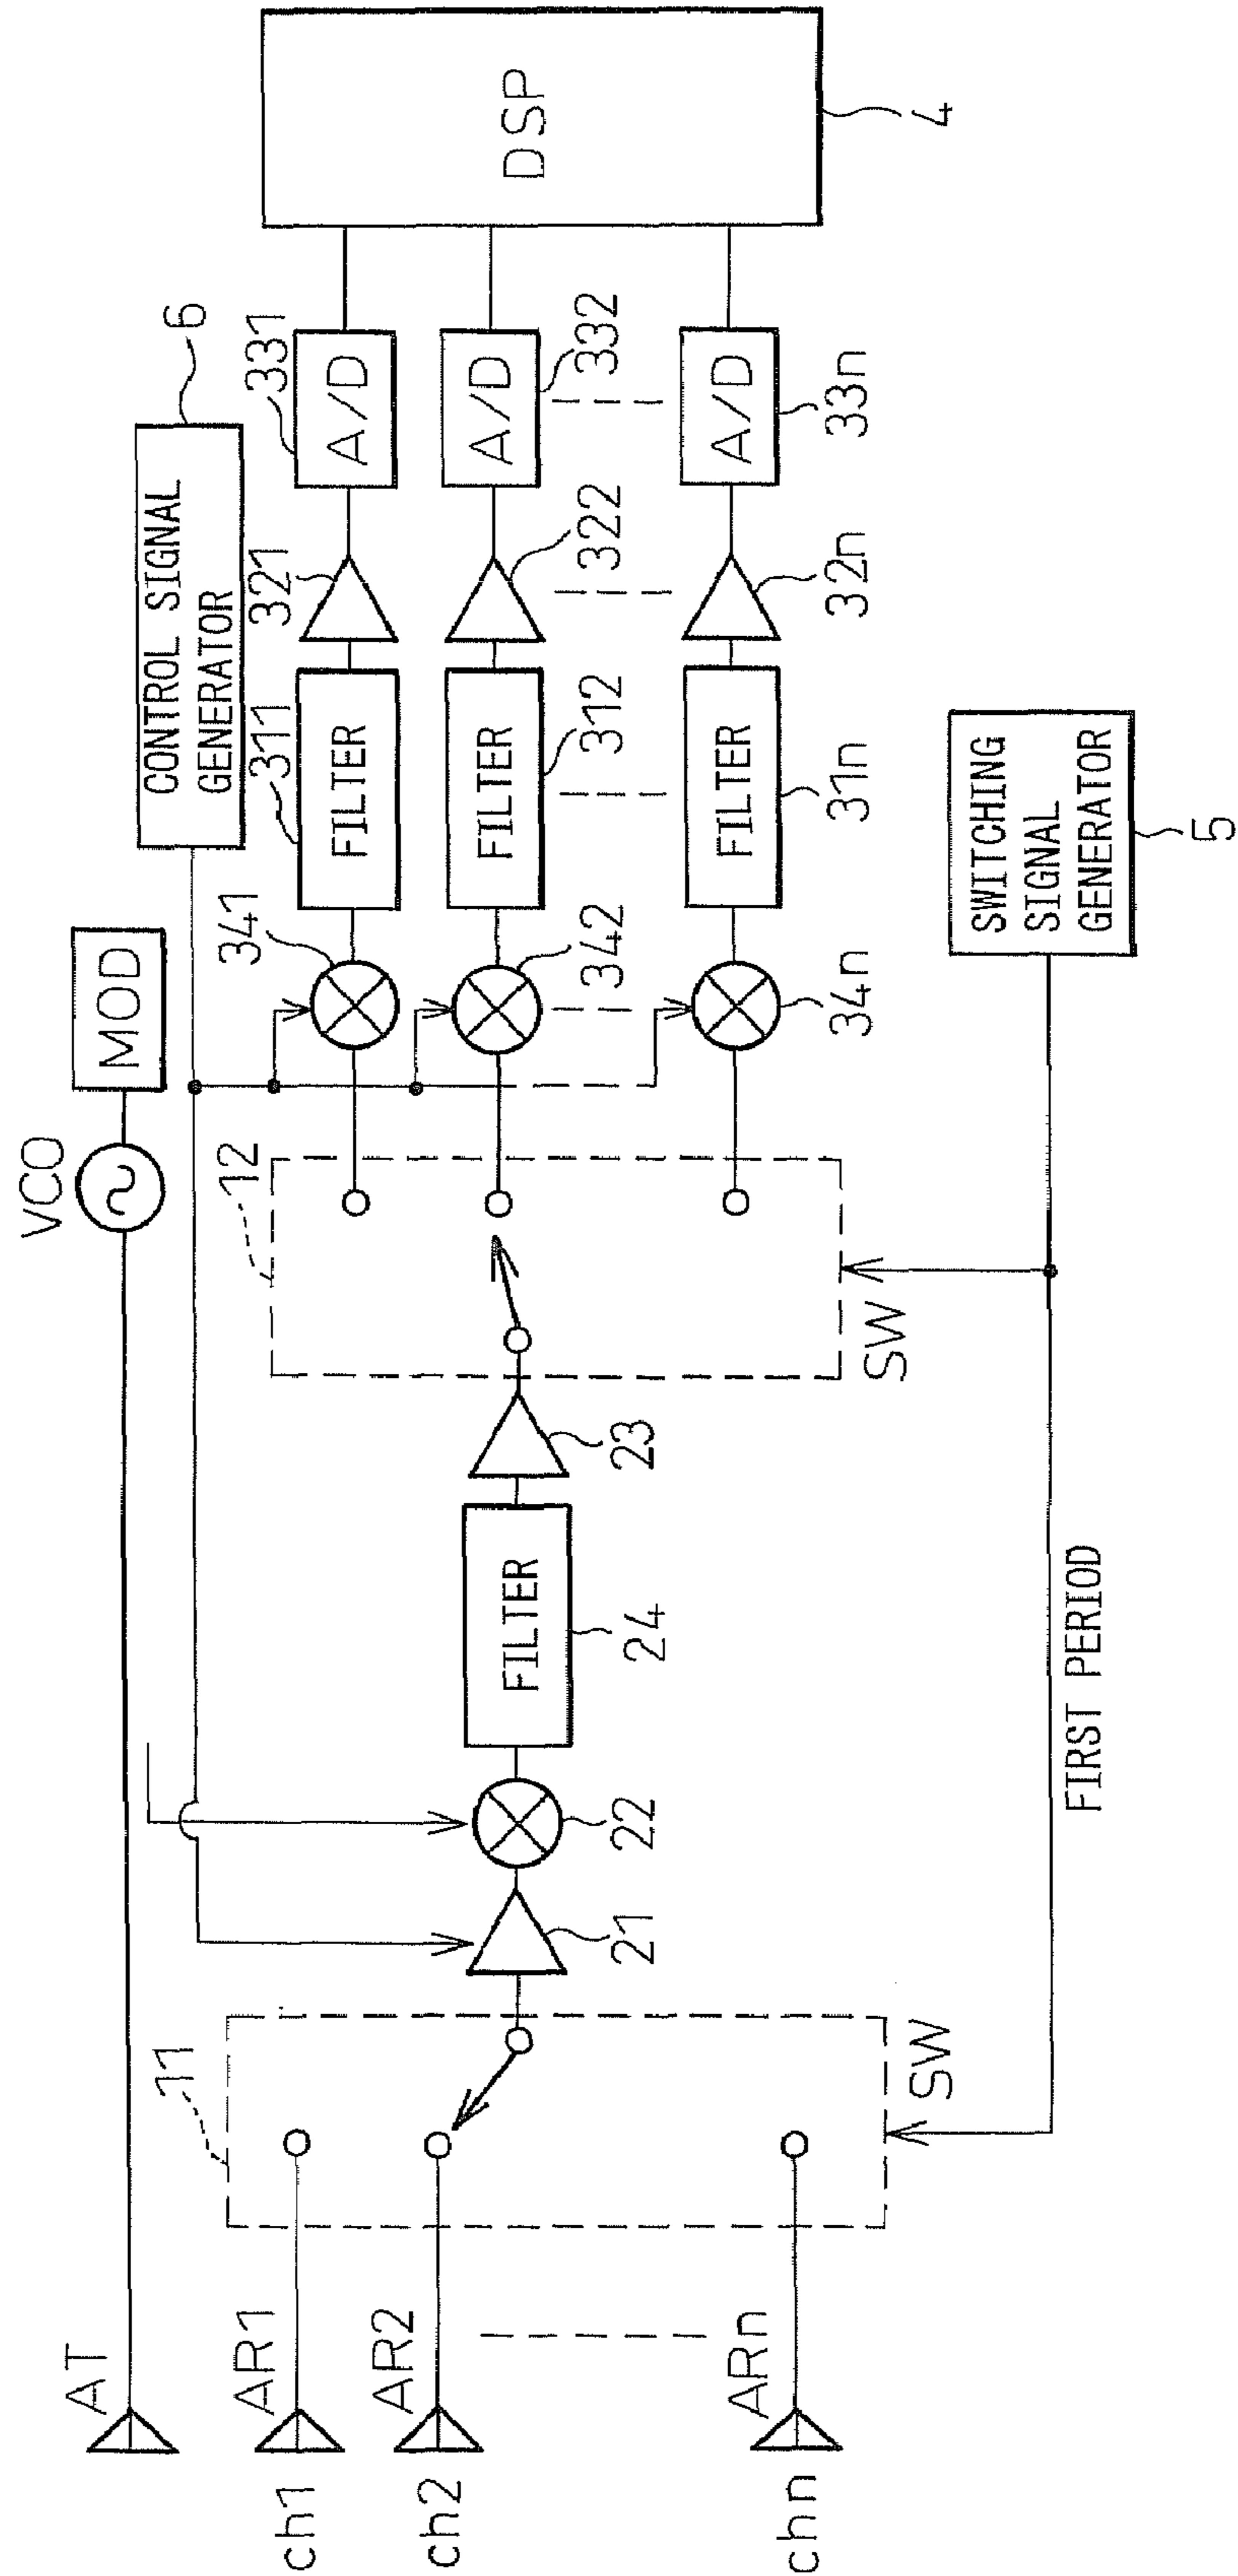 AT
VCO
MOD
CONTROL SIGNAL
GENERATOR
6
ch1
AR1
11
12
341
311
321
331
A/D
FILTER
ch2
AR2
21
22
FILTER
24
23
342
FILTER
312
322
A/D
332
DSP
4
chn
ARn
SW
SW
34n
FILTER
31n
32n
A/D
33n
FIRST PERIOD
SWITCHING
SIGNAL
GENERATOR
5